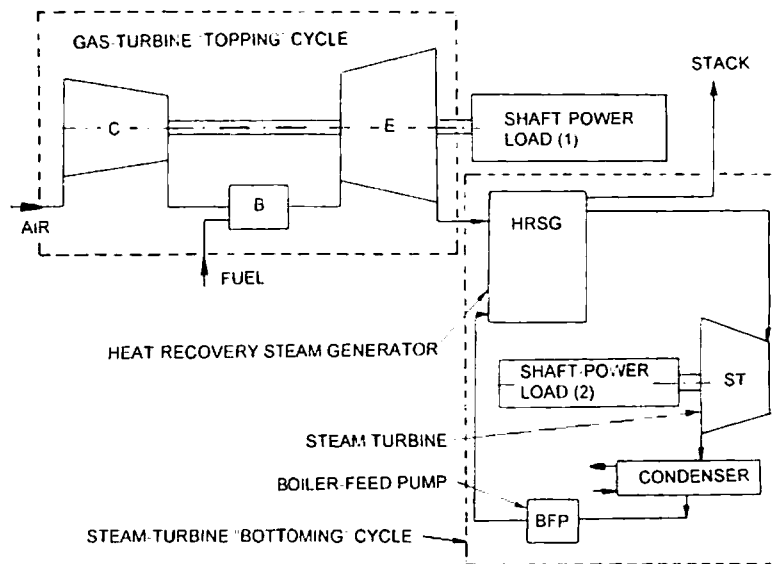 GAS-TURBINE "TOPPING" CYCLE
STACK
C
E
SHAFT POWER
LOAD (1)
B
AIR
HRSG
FUEL
HEAT RECOVERY STEAM GENERATOR
SHAFT-POWER
LOAD (2)
ST
STEAM TURBINE
CONDENSER
BOILER-FEED PUMP
BFP
STEAM-TURBINE "BOTTOMING" CYCLE